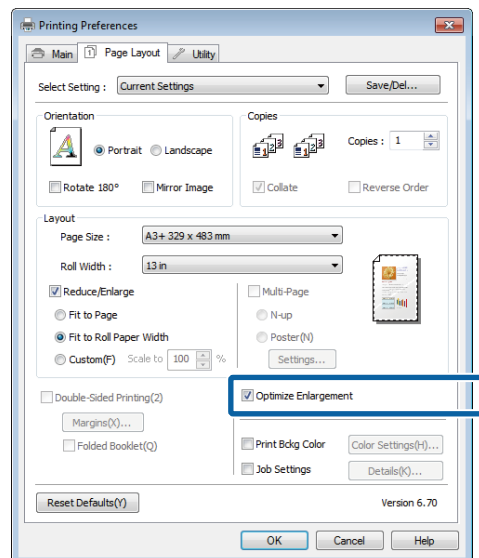 Printing Preferences
Main Page Layout Utility
Select Setting : Current Settings Save/Del...
Orientation Copies
Portrait Landscape Copies : 1
Rotate 180° Mirror Image Collate Reverse Order
Layout
Page Size : A3+ 329 x 483 mm
Roll Width : 13 in
Reduce/Enlarge Multi-Page
Fit to Page N-up
Fit to Roll Paper Width Poster(N)
Custom(F) Scale to 100 % Settings...
Double-Sided Printing(2) Optimize Enlargement
Margins(X)...
Folded Booklet(Q) Print Bckg Color Color Settings(H)...
Job Settings Details(K)...
Reset Defaults(Y) Version 6.70
OK Cancel Help